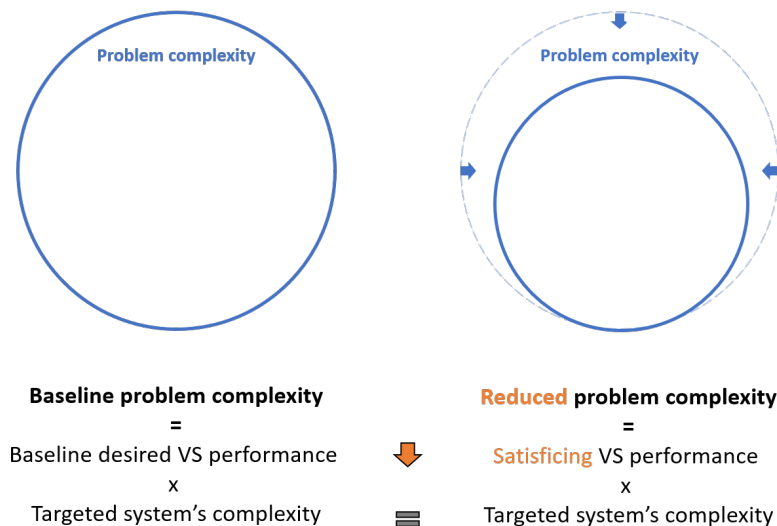 Problem complexity
Problem complexity
Baseline problem complexity
=
Baseline desired VS performance
x
Targeted system's complexity
Reduced problem complexity
=
Satisficing VS performance
x
Targeted system's complexity